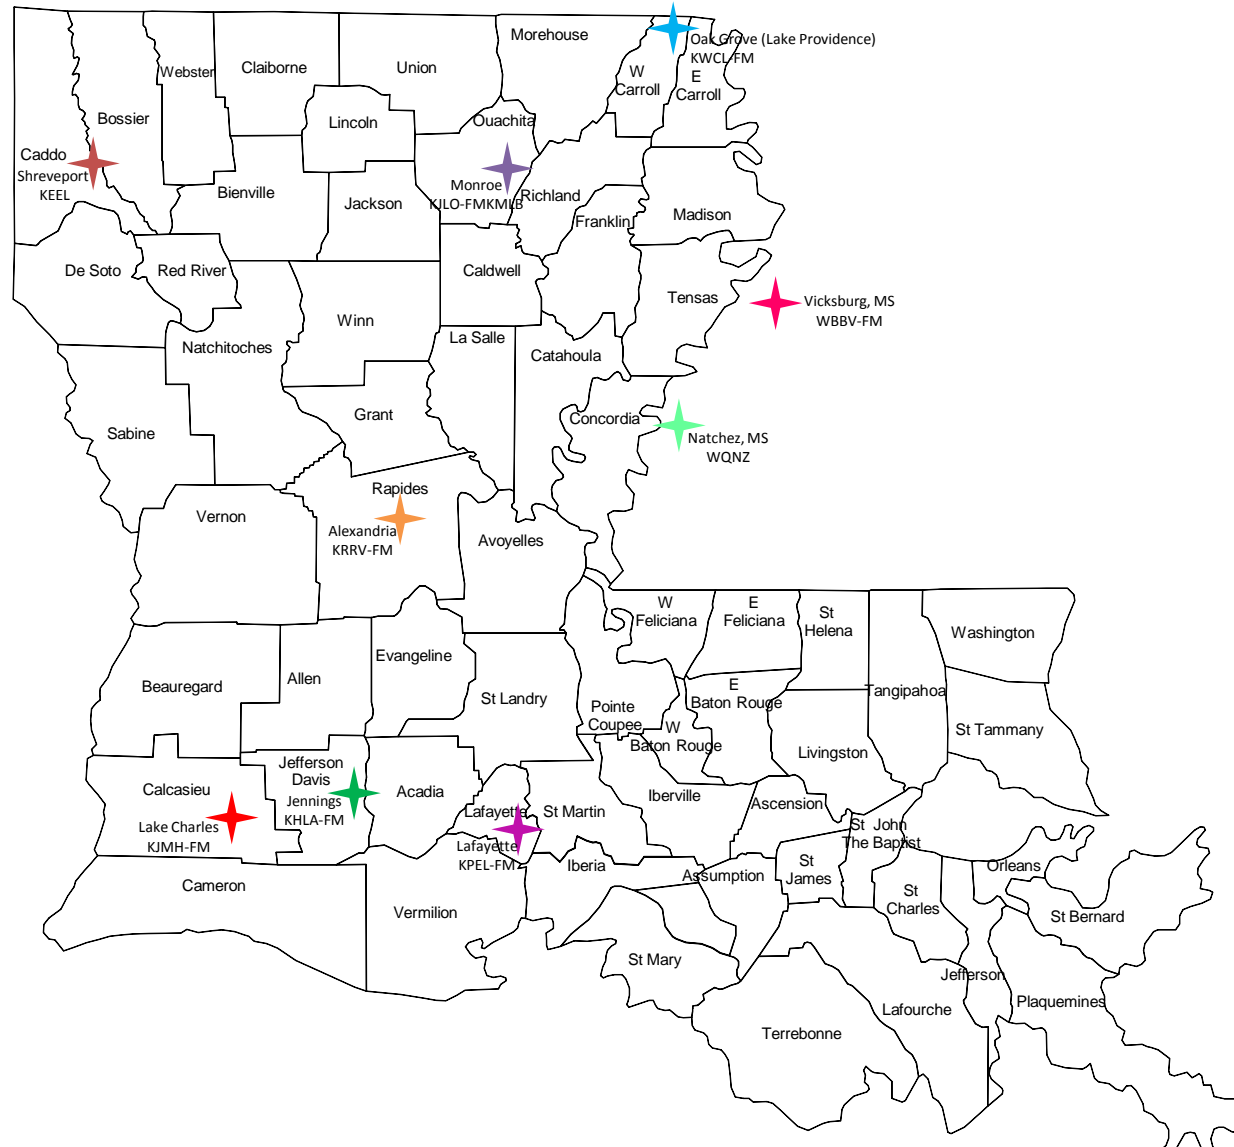 Morehouse
Oak Grove (Lake Providence)
KWCL-FM
Webster
Claiborne
Union
W
Carroll
E
Carroll
Bossier
Lincoln
Ouachita
Caddo
Shreveport
KEEL
Monroe
KJLO-FMKMLB
Bienville
Jackson
Richland
Franklin
Madison
De Soto
Red River
Caldwell
Tensas
Vicksburg, MS
WBBV-FM
Winn
La Salle
Natchitoches
Catahoula
Grant
Concordia
Sabine
Natchez, MS
WQNZ
Rapides
Vernon
Alexandria
KRRV-FM
Avoyelles
W
Feliciana
E
Feliciana
St
Helena
Washington
Evangeline
Beauregard
Allen
St Landry
E
Baton Rouge
Tangipahoa
Pointe
Coupee
W
Baton Rouge
St Tammany
Livingston
Jefferson
Davis
Jennings
KHLA-FM
Calcasieu
Acadia
Iberville
Ascension
Lafayette
St Martin
Lake Charles
KJMH-FM
Lafayette
KPEL-FM
St John
The Baptist
Iberia
Assumption
St
James
Orleans
Cameron
St
Charles
Vermilion
St Bernard
St Mary
Jefferson
Lafourche
Plaquemines
Terrebonne